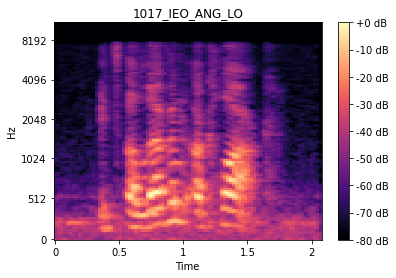 1017_IEO_ANG_LO
8192
4096
2048
1024
512
0
Hz
0
0.5
1
1.5
2
Time
+0 dB
-10 dB
-20 dB
-30 dB
-40 dB
-50 dB
-60 dB
-70 dB
-80 dB